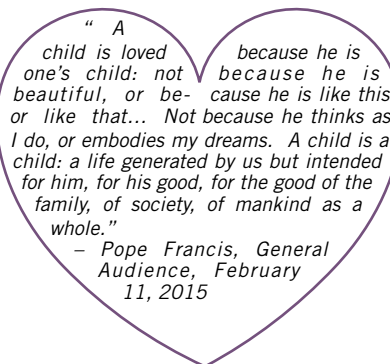 “ A
child is loved because he is
one’s child: not because he is
beautiful, or be- cause he is like this
or like that… Not because he thinks as
I do, or embodies my dreams. A child is a
child: a life generated by us but intended
for him, for his good, for the good of the
family, of society, of mankind as a
whole.”
– Pope Francis, General
Audience, February
11, 2015